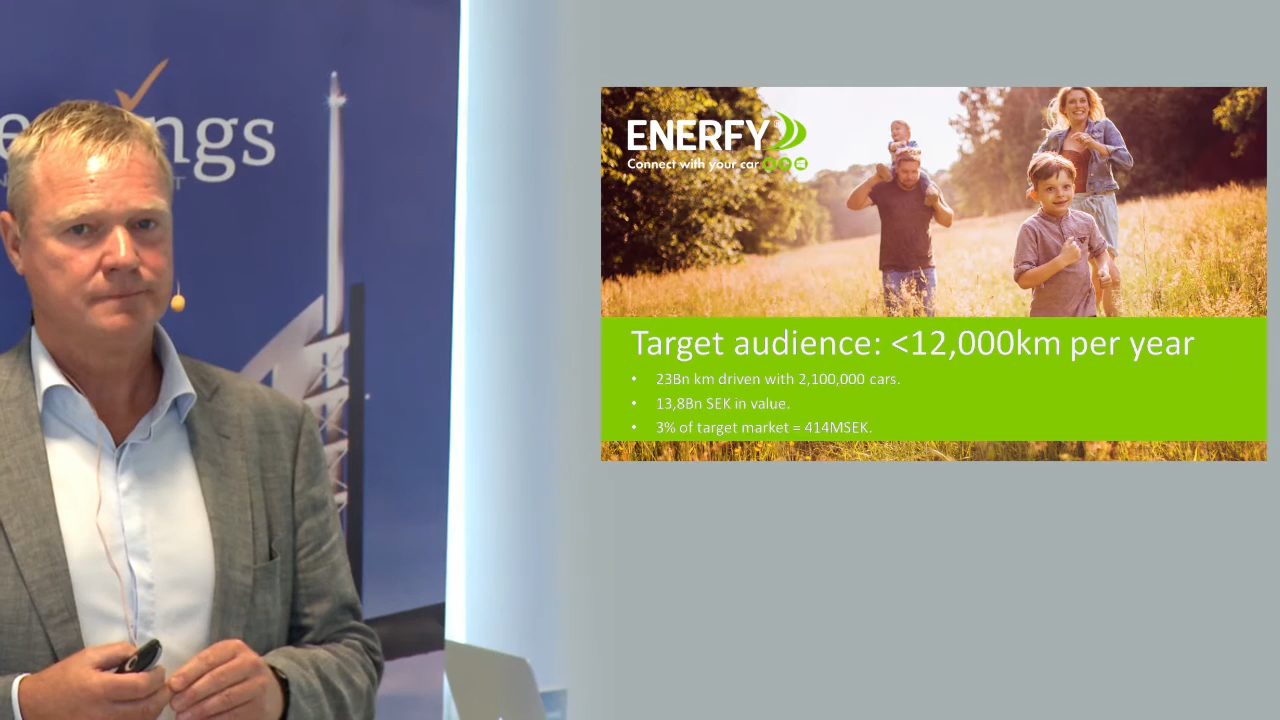 ngs
ENERFY
Connect with your car
Target audience: <12,000km per year
• 23Bn km driven with 2,100,000 cars.
• 13,8Bn SEK in value.
• 3% of target market = 414MSEK.